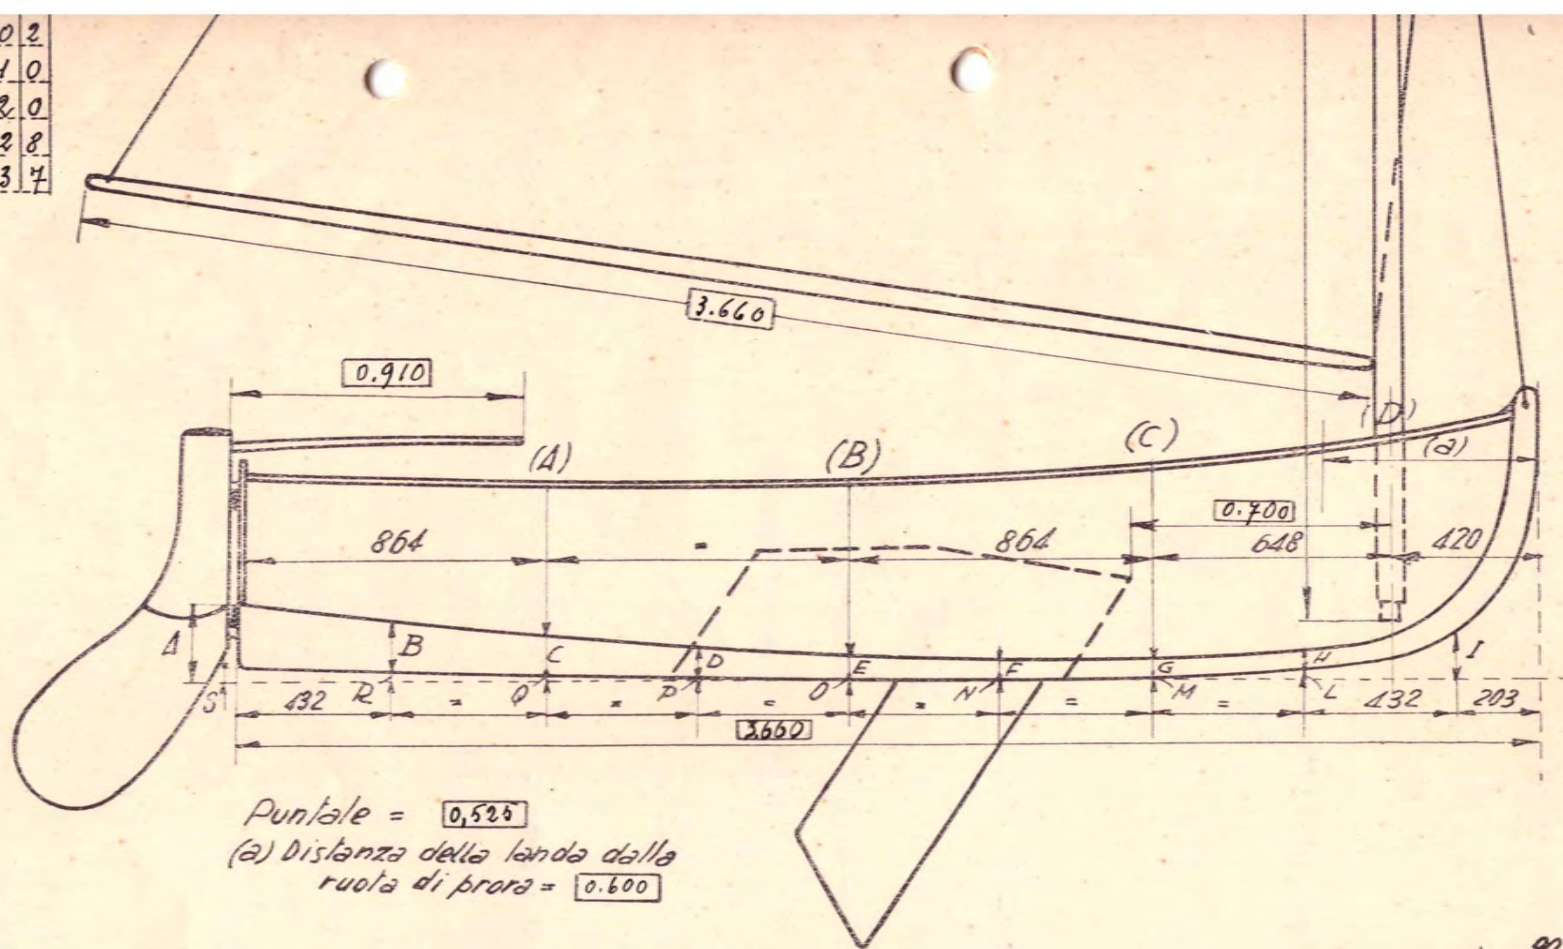 0 2
1 0
2 0
2 8
3 7
3.660
0.910
(D)
(A)
(B)
(C)
(a)
0.700
864
=
864
648
420
A
B
C
D
E
F
G
H
I
S
R
Q
P
O
N
M
L
432
=
=
=
=
=
=
432
203
3.660
Puntale = 0,525
(a) Distanza della landa dalla
ruota di prora = 0.600